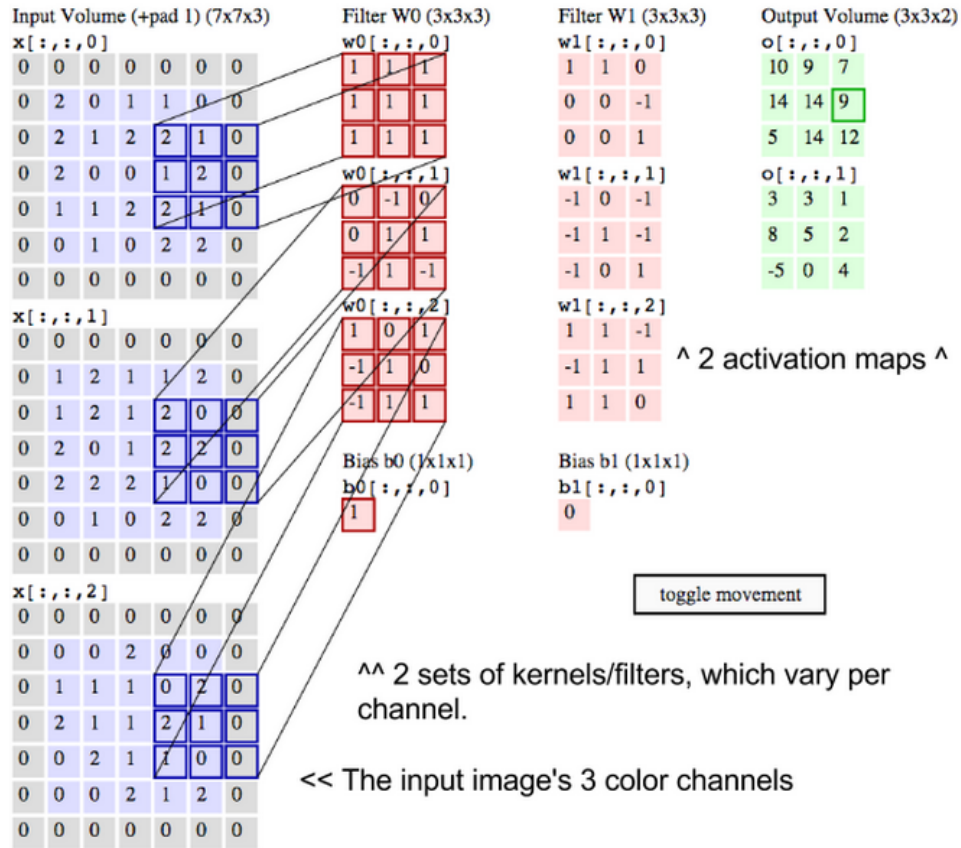 Input Volume (+pad 1) (7x7x3)
x[:,:,0]
0 0 0 0 0 0 0
0 2 0 1 1 0 0
0 2 1 2 2 1 0
0 2 0 0 1 2 0
0 1 1 2 2 1 0
0 0 1 0 2 2 0
0 0 0 0 0 0 0
x[:,:,1]
0 0 0 0 0 0 0
0 1 2 1 1 2 0
0 1 2 1 2 0 0
0 2 0 1 2 2 0
0 2 2 2 1 0 0
0 0 1 0 2 2 0
0 0 0 0 0 0 0
x[:,:,2]
0 0 0 0 0 0 0
0 0 0 2 0 0 0
0 1 1 1 0 2 0
0 2 1 1 2 1 0
0 0 2 1 1 0 0
0 0 0 2 1 2 0
0 0 0 0 0 0 0
Filter W0 (3x3x3)
w0[:,:,0]
1 1 1
1 1 1
1 1 1
w0[:,:,1]
0 -1 0
0 1 1
-1 1 -1
w0[:,:,2]
1 0 1
-1 1 0
-1 1 1
Bias b0 (1x1x1)
b0[:,:,0]
1
Filter W1 (3x3x3)
w1[:,:,0]
1 1 0
0 0 -1
0 0 1
w1[:,:,1]
-1 0 -1
-1 1 -1
-1 0 1
w1[:,:,2]
1 1 -1
-1 1 1
1 1 0
Bias b1 (1x1x1)
b1[:,:,0]
0
Output Volume (3x3x2)
o[:,:,0]
10 9 7
14 14 9
5 14 12
o[:,:,1]
3 3 1
8 5 2
-5 0 4
^ 2 activation maps ^
toggle movement
^^ 2 sets of kernels/filters, which vary per
channel.
<< The input image's 3 color channels